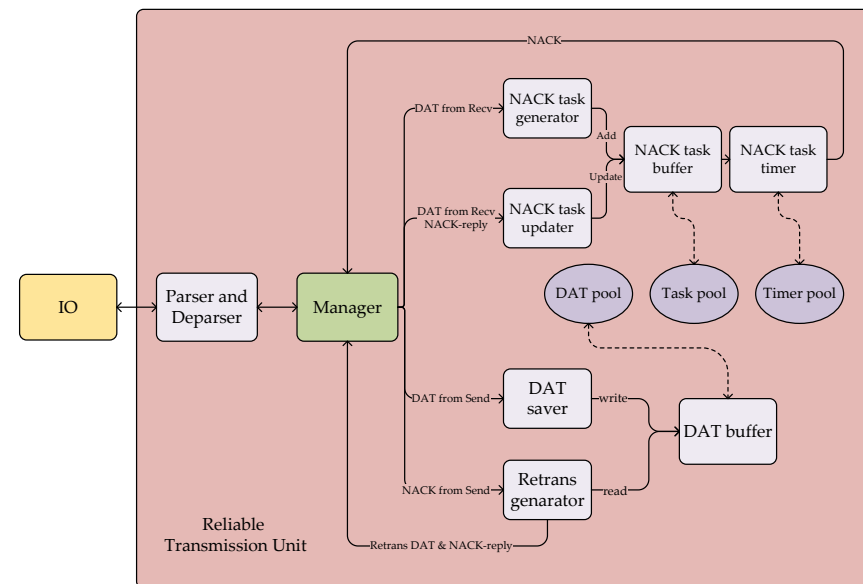 NACK
DAT from Recv
NACK task
generator
Add
NACK task
buffer
NACK task
timer
Update
DAT from Recv
NACK-reply
NACK task
updater
IO
Parser and
Deparser
Manager
DAT pool
Task pool
Timer pool
DAT from Send
DAT
saver
write
DAT buffer
NACK from Send
Retrans
genarator
read
Reliable
Transmission Unit
Retrans DAT & NACK-reply